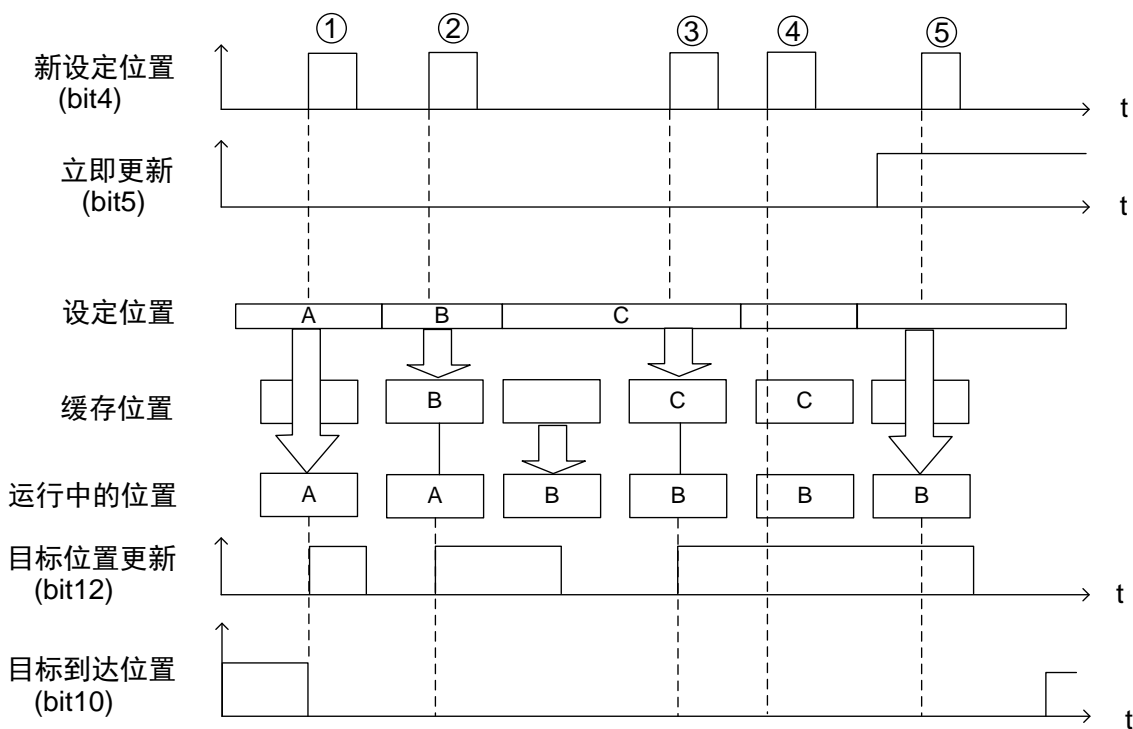 ① ② ③ ④ ⑤
新设定位置
(bit4)
t
立即更新
(bit5)
t
设定位置
A B C
缓存位置
B C C
运行中的位置
A A B B B B
目标位置更新
(bit12)
t
目标到达位置
(bit10)
t